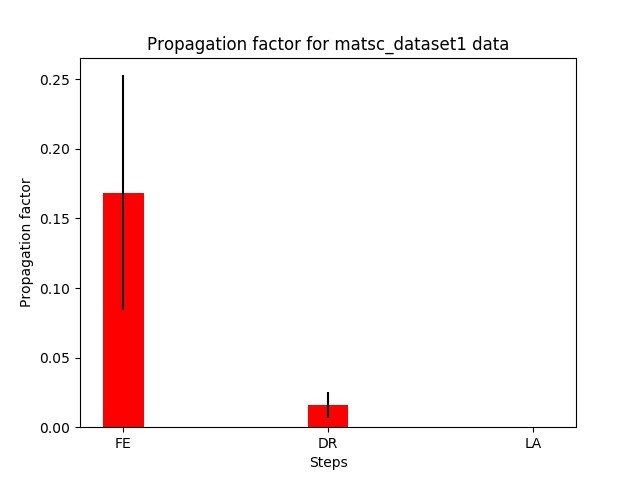 Propagation factor for matsc_dataset1 data
0.25
0.20
0.15
0.10
0.05
0.00
Propagation factor
FE
DR
LA
Steps